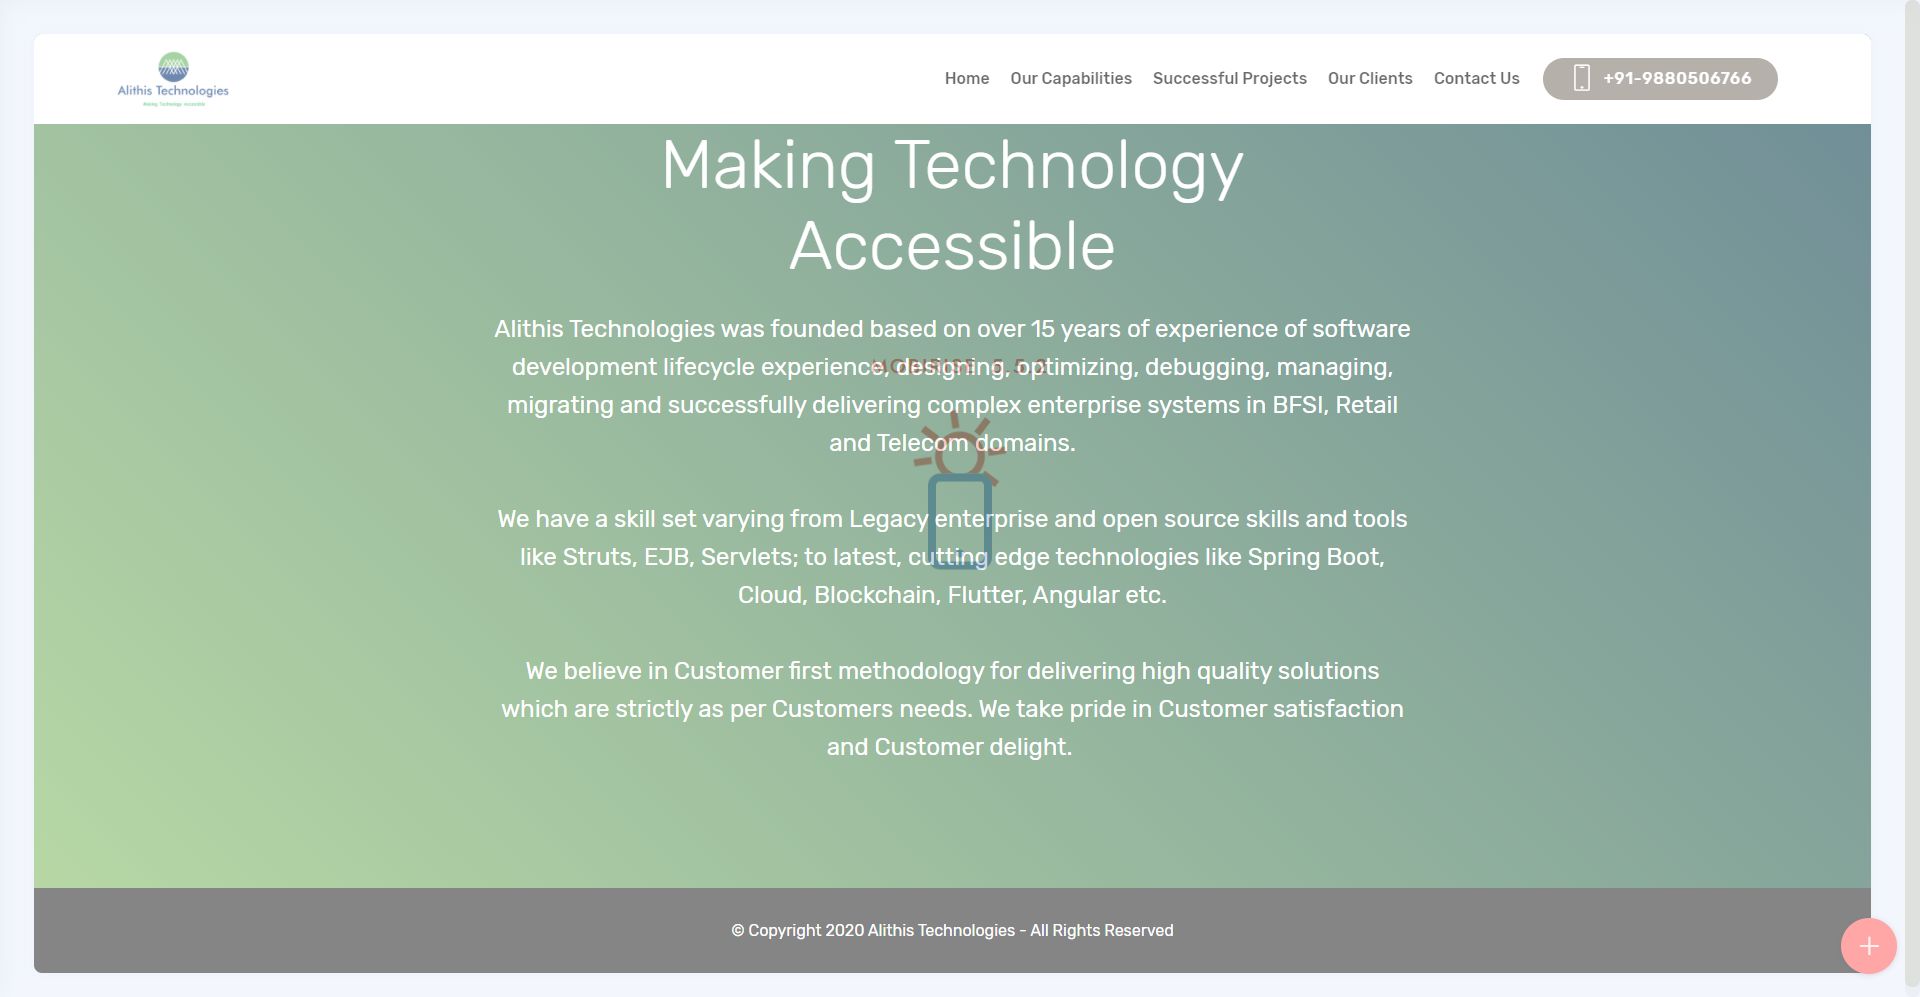 Alithis Technologies
Making Technology Accessible
Home Our Capabilities Successful Projects Our Clients Contact Us +91-9880506766
Making Technology
Accessible
Alithis Technologies was founded based on over 15 years of experience of software
development lifecycle experience, designing, optimizing, debugging, managing,
migrating and successfully delivering complex enterprise systems in BFSI, Retail
and Telecom domains.
We have a skill set varying from Legacy enterprise and open source skills and tools
like Struts, EJB, Servlets; to latest, cutting edge technologies like Spring Boot,
Cloud, Blockchain, Flutter, Angular etc.
We believe in Customer first methodology for delivering high quality solutions
which are strictly as per Customers needs. We take pride in Customer satisfaction
and Customer delight.
© Copyright 2020 Alithis Technologies - All Rights Reserved